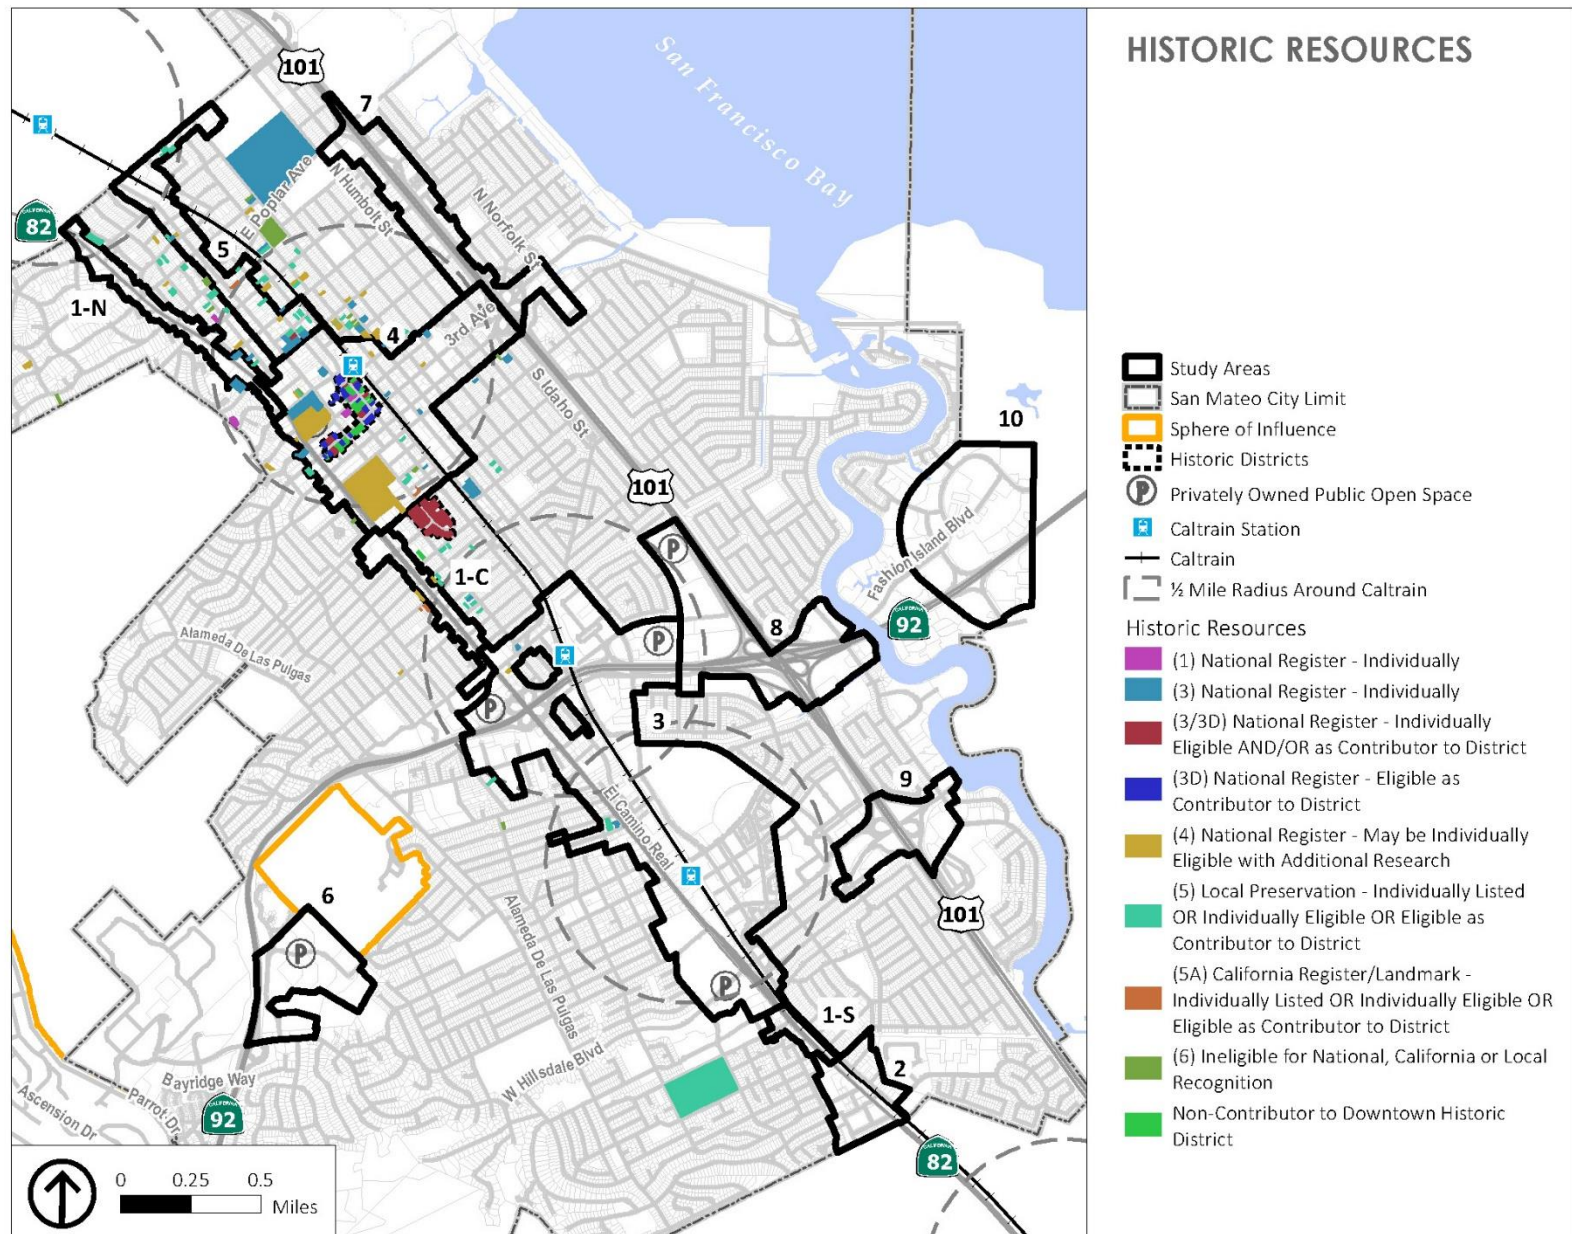 HISTORIC RESOURCES
101
7
San Francisco Bay
CALIFORNIA
82
E Poplar Ave
N Humbolt St
N Norfolk St
5
1-N
4
3rd Ave
S Idaho St
10
101
P
Fashion Island Blvd
1-C
8
CALIFORNIA
92
P
Alameda De Las Pulgas
P
3
9
El Camino Real
6
101
P
Alameda De Las Pulgas
P
1-S
W Hillsdale Blvd
2
Bayridge Way
Parrot Dr
Ascension Dr
CALIFORNIA
92
CALIFORNIA
82
0 0.25 0.5
Miles
Study Areas
San Mateo City Limit
Sphere of Influence
Historic Districts
P Privately Owned Public Open Space
Caltrain Station
Caltrain
½ Mile Radius Around Caltrain
Historic Resources
(1) National Register - Individually
(3) National Register - Individually
(3/3D) National Register - Individually
Eligible AND/OR as Contributor to District
(3D) National Register - Eligible as
Contributor to District
(4) National Register - May be Individually
Eligible with Additional Research
(5) Local Preservation - Individually Listed
OR Individually Eligible OR Eligible as
Contributor to District
(5A) California Register/Landmark -
Individually Listed OR Individually Eligible OR
Eligible as Contributor to District
(6) Ineligible for National, California or Local
Recognition
Non-Contributor to Downtown Historic
District